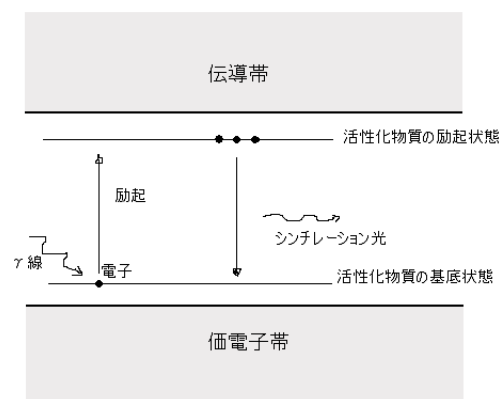 伝導帯
活性化物質の励起状態
励起
シンチレーション光
γ線
電子
活性化物質の基底状態
価電子帯